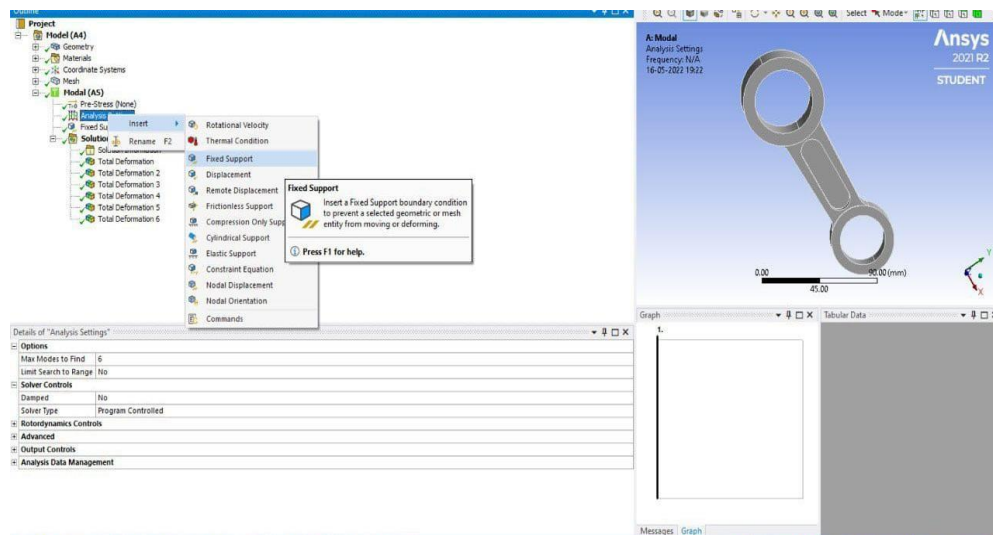 Outline
Project
Model (A4)
Geometry
Materials
Coordinate Systems
Mesh
Modal (A5)
Pre-Stress (None)
Fixed Su
Solution
Total Deformation
Total Deformation 2
Total Deformation 3
Total Deformation 4
Total Deformation 5
Total Deformation 6
Insert
Rename F2
Rotational Velocity
Thermal Condition
Fixed Support
Displacement
Remote Displacement
Frictionless Support
Compression Only Supp
Cylindrical Support
Elastic Support
Constraint Equation
Nodal Displacement
Nodal Orientation
Commands
Fixed Support
Insert a Fixed Support boundary condition
to prevent a selected geometric or mesh
entity from moving or deforming.
Press F1 for help.
Select Mode
A: Modal
Analysis Settings
Frequency: N/A
16-05-2022 19:22
Ansys
2021 R2
STUDENT
0.00 90.00 (mm)
45.00
Y
X
Details of "Analysis Settings"
Options
Max Modes to Find 6
Limit Search to Range No
Solver Controls
Damped No
Solver Type Program Controlled
Rotordynamics Controls
Advanced
Output Controls
Analysis Data Management
Graph
1.
Messages Graph
Tabular Data